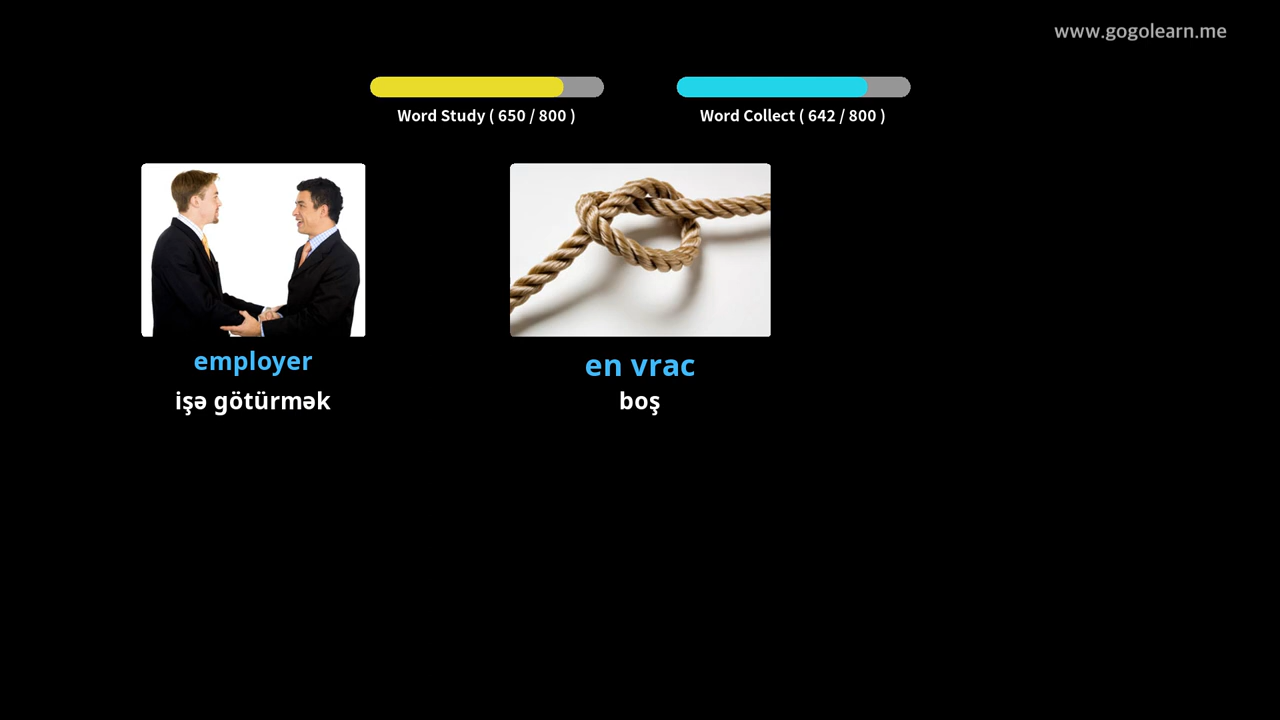 www.gogolearn.me
Word Study ( 650 / 800 )
Word Collect ( 642 / 800 )
employer
işə götürmək
en vrac
boş